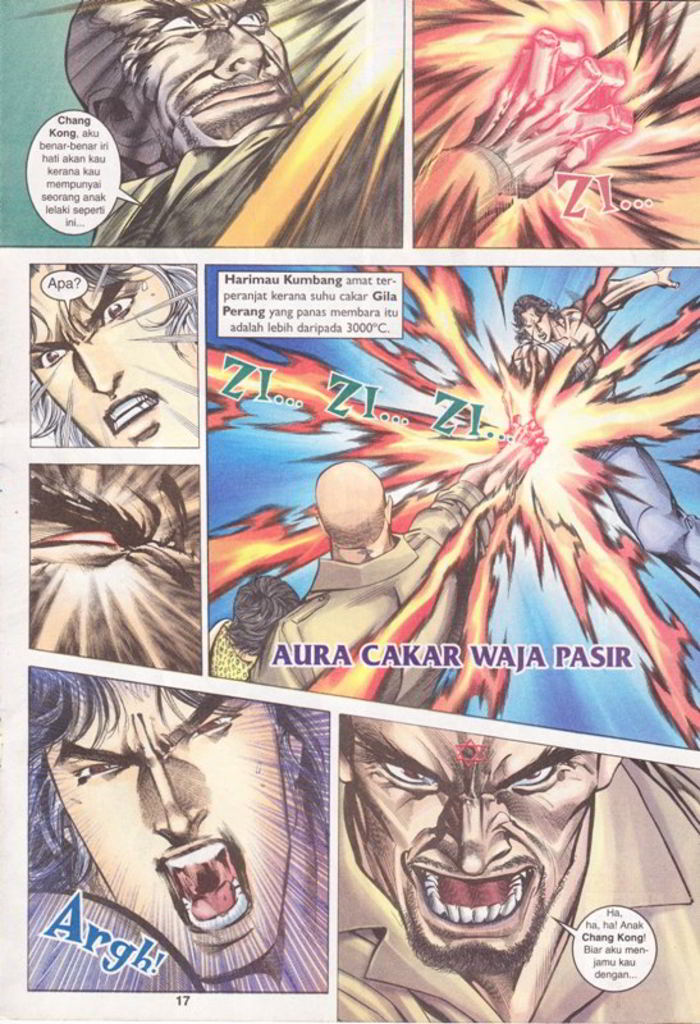 Chang
Kong, aku
benar-benar iri
hati akan kau
kerana kau
mempunyai
seorang anak
lelaki seperti
ini...
ZI...
Apa?
Harimau Kumbang amat ter-
peranjat kerana suhu cakar Gila
Perang yang panas membara itu
adalah lebih daripada 3000°C.
ZI... ZI... ZI...
AURA CAKAR WAJA PASIR
Argh!
Ha,
ha, ha! Anak
Chang Kong!
Biar aku men-
jamu kau
dengan...
17